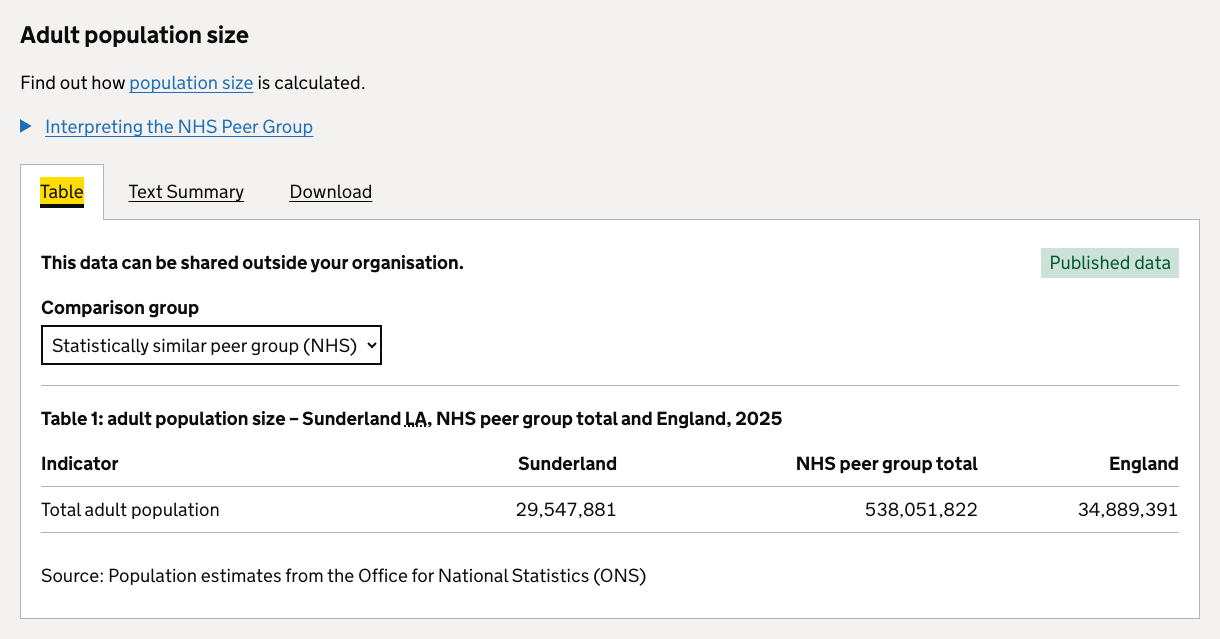 Adult population size
Find out how population size is calculated.
Interpreting the NHS Peer Group
Table Text Summary Download
This data can be shared outside your organisation. Published data
Comparison group
Statistically similar peer group (NHS)
Table 1: adult population size – Sunderland LA, NHS peer group total and England, 2025
Indicator Sunderland NHS peer group total England
Total adult population 29,547,881 538,051,822 34,889,391
Source: Population estimates from the Office for National Statistics (ONS)